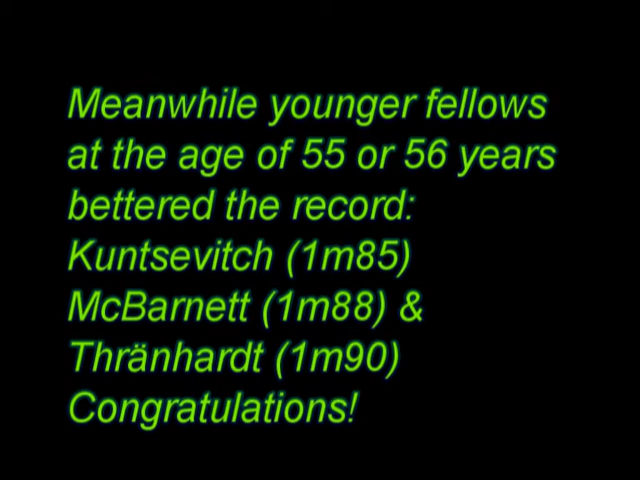 Meanwhile younger fellows
at the age of 55 or 56 years
bettered the record:
Kuntsevitch (1m85)
McBarnett (1m88) &
Thränhardt (1m90)
Congratulations!